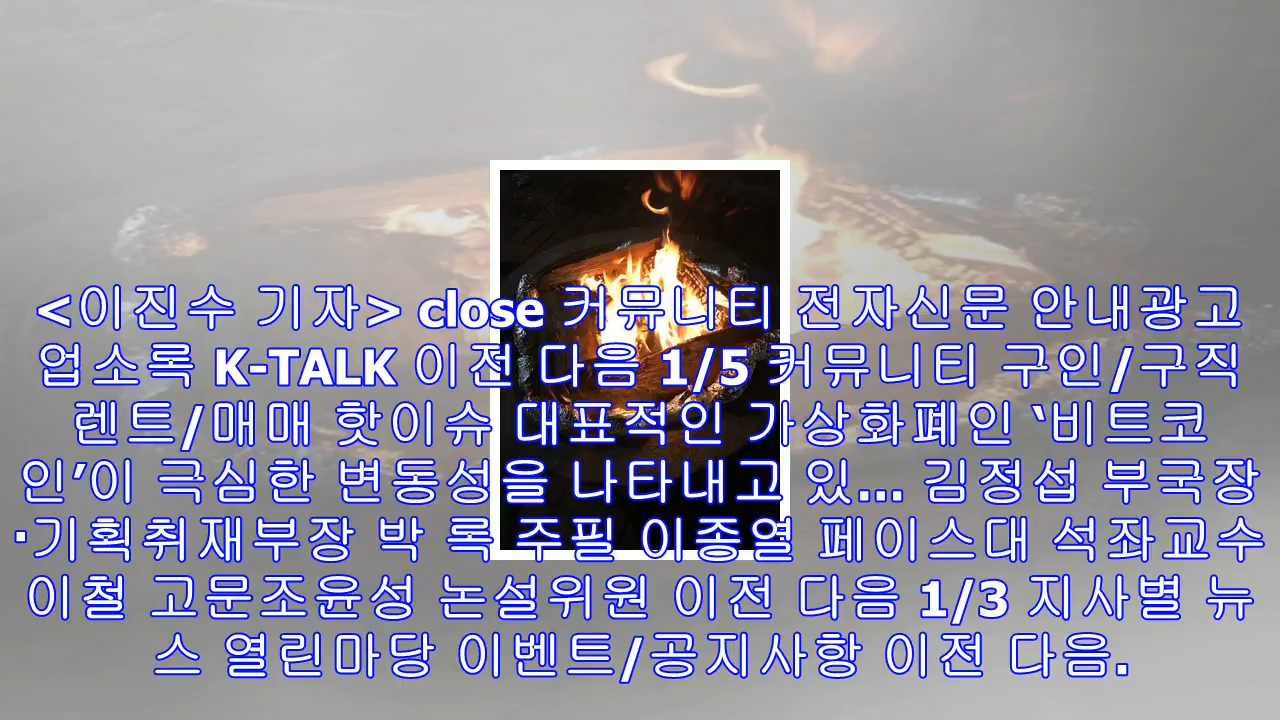 <이진수 기자> close 커뮤니티 전자신문 안내광고
업소록 K-TALK 이전 다음 1/5 커뮤니티 구인/구직
렌트/매매 핫이슈 대표적인 가상화폐인 ‘비트코
인’이 극심한 변동성을 나타내고 있... 김정섭 부국장
·기획취재부장 박 록 주필 이종열 페이스대 석좌교수
이철 고문조윤성 논설위원 이전 다음 1/3 지사별 뉴
스 열린마당 이벤트/공지사항 이전 다음.